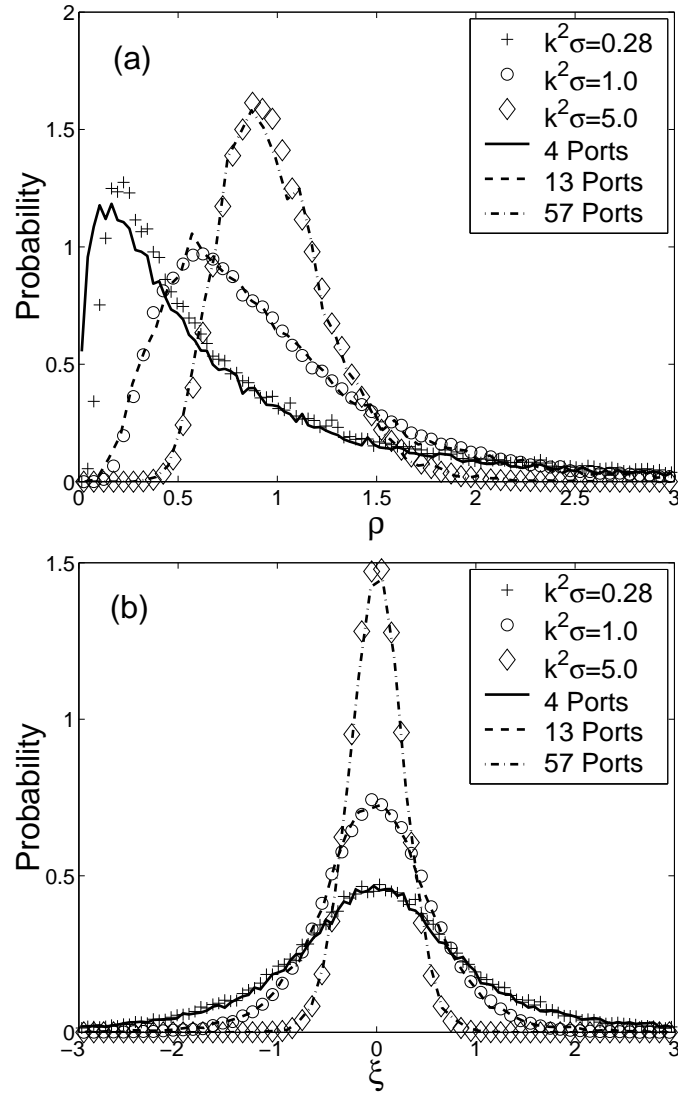 2
(a)
k²σ=0.28
k²σ=1.0
k²σ=5.0
4 Ports
13 Ports
57 Ports
1.5
1
0.5
0
Probability
0 0.5 1 1.5 2 2.5 3
ρ
1.5
(b)
k²σ=0.28
k²σ=1.0
k²σ=5.0
4 Ports
13 Ports
57 Ports
1
0.5
0
Probability
−3 −2 −1 0 1 2 3
ξ